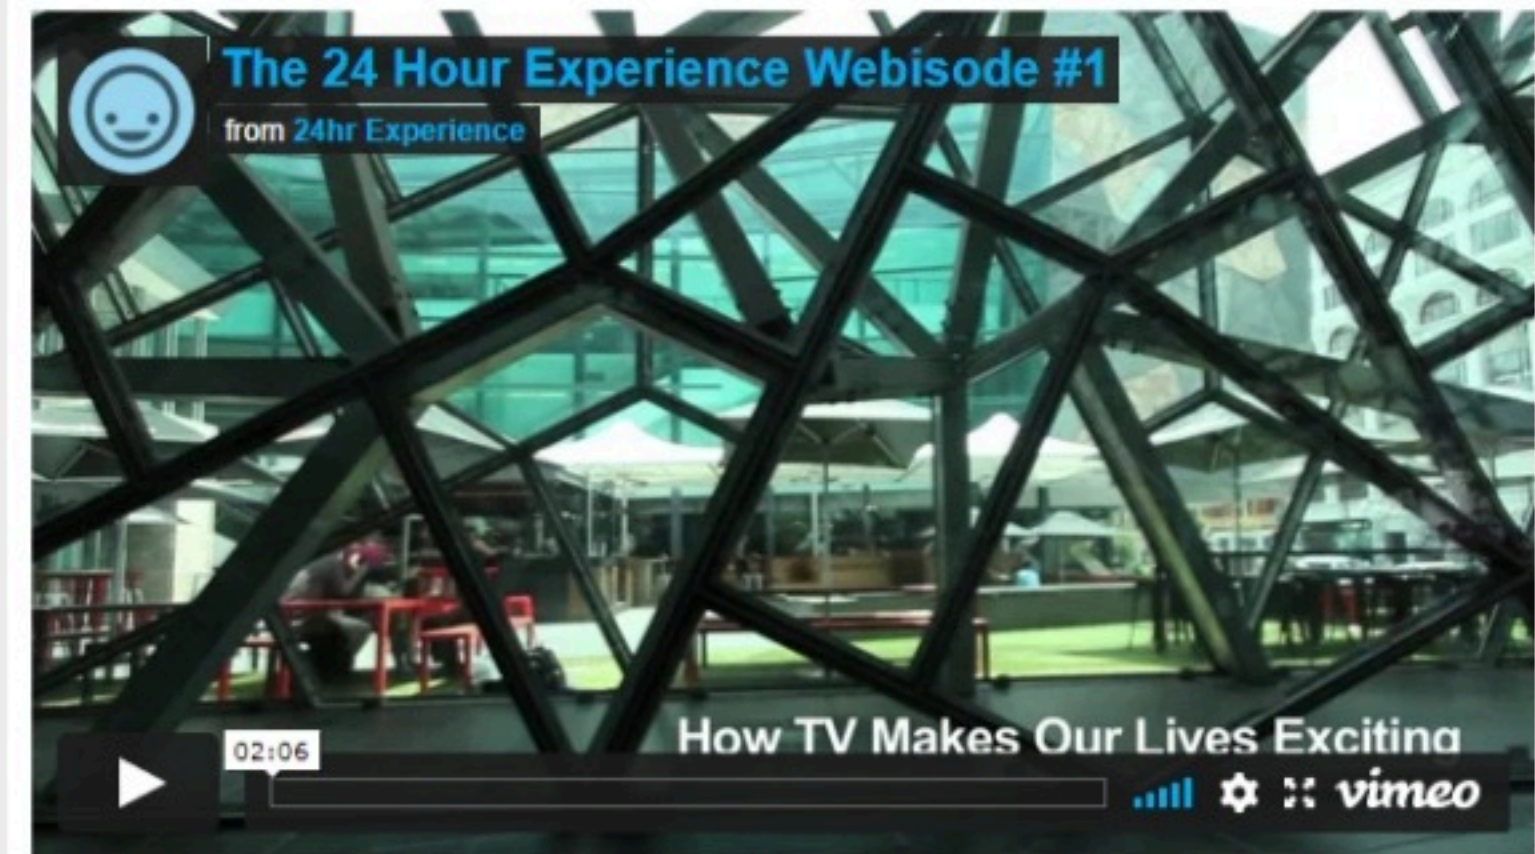 The 24 Hour Experience Webisode #1
from 24hr Experience
How TV Makes Our Lives Exciting
02:06
vimeo